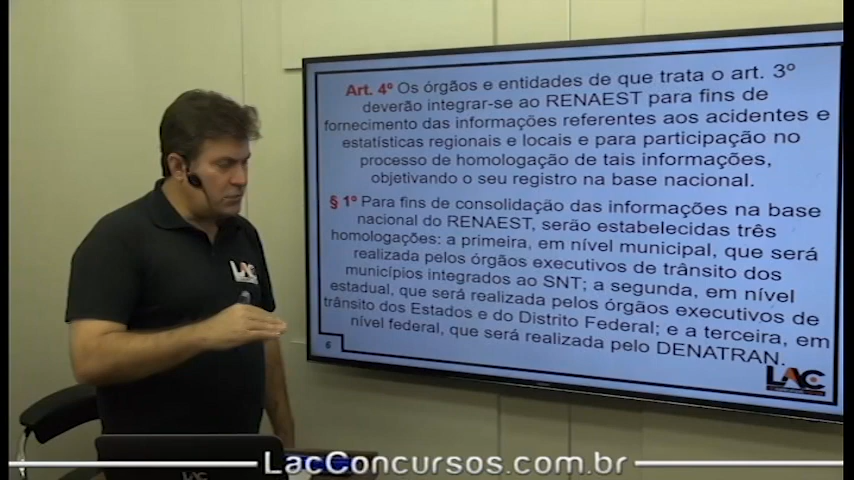 Art. 4º Os órgãos e entidades de que trata o art. 3º
deverão integrar-se ao RENAEST para fins de
fornecimento das informações referentes aos acidentes e
estatísticas regionais e locais e para participação no
processo de homologação de tais informações,
objetivando o seu registro na base nacional.
§ 1º Para fins de consolidação das informações na base
nacional do RENAEST, serão estabelecidas três
homologações: a primeira, em nível municipal, que será
realizada pelos órgãos executivos de trânsito dos
municípios integrados ao SNT; a segunda, em nível
estadual, que será realizada pelos órgãos executivos de
trânsito dos Estados e do Distrito Federal; e a terceira, em
nível federal, que será realizada pelo DENATRAN.
6
LAC
LAC
LAC
LacConcursos.com.br